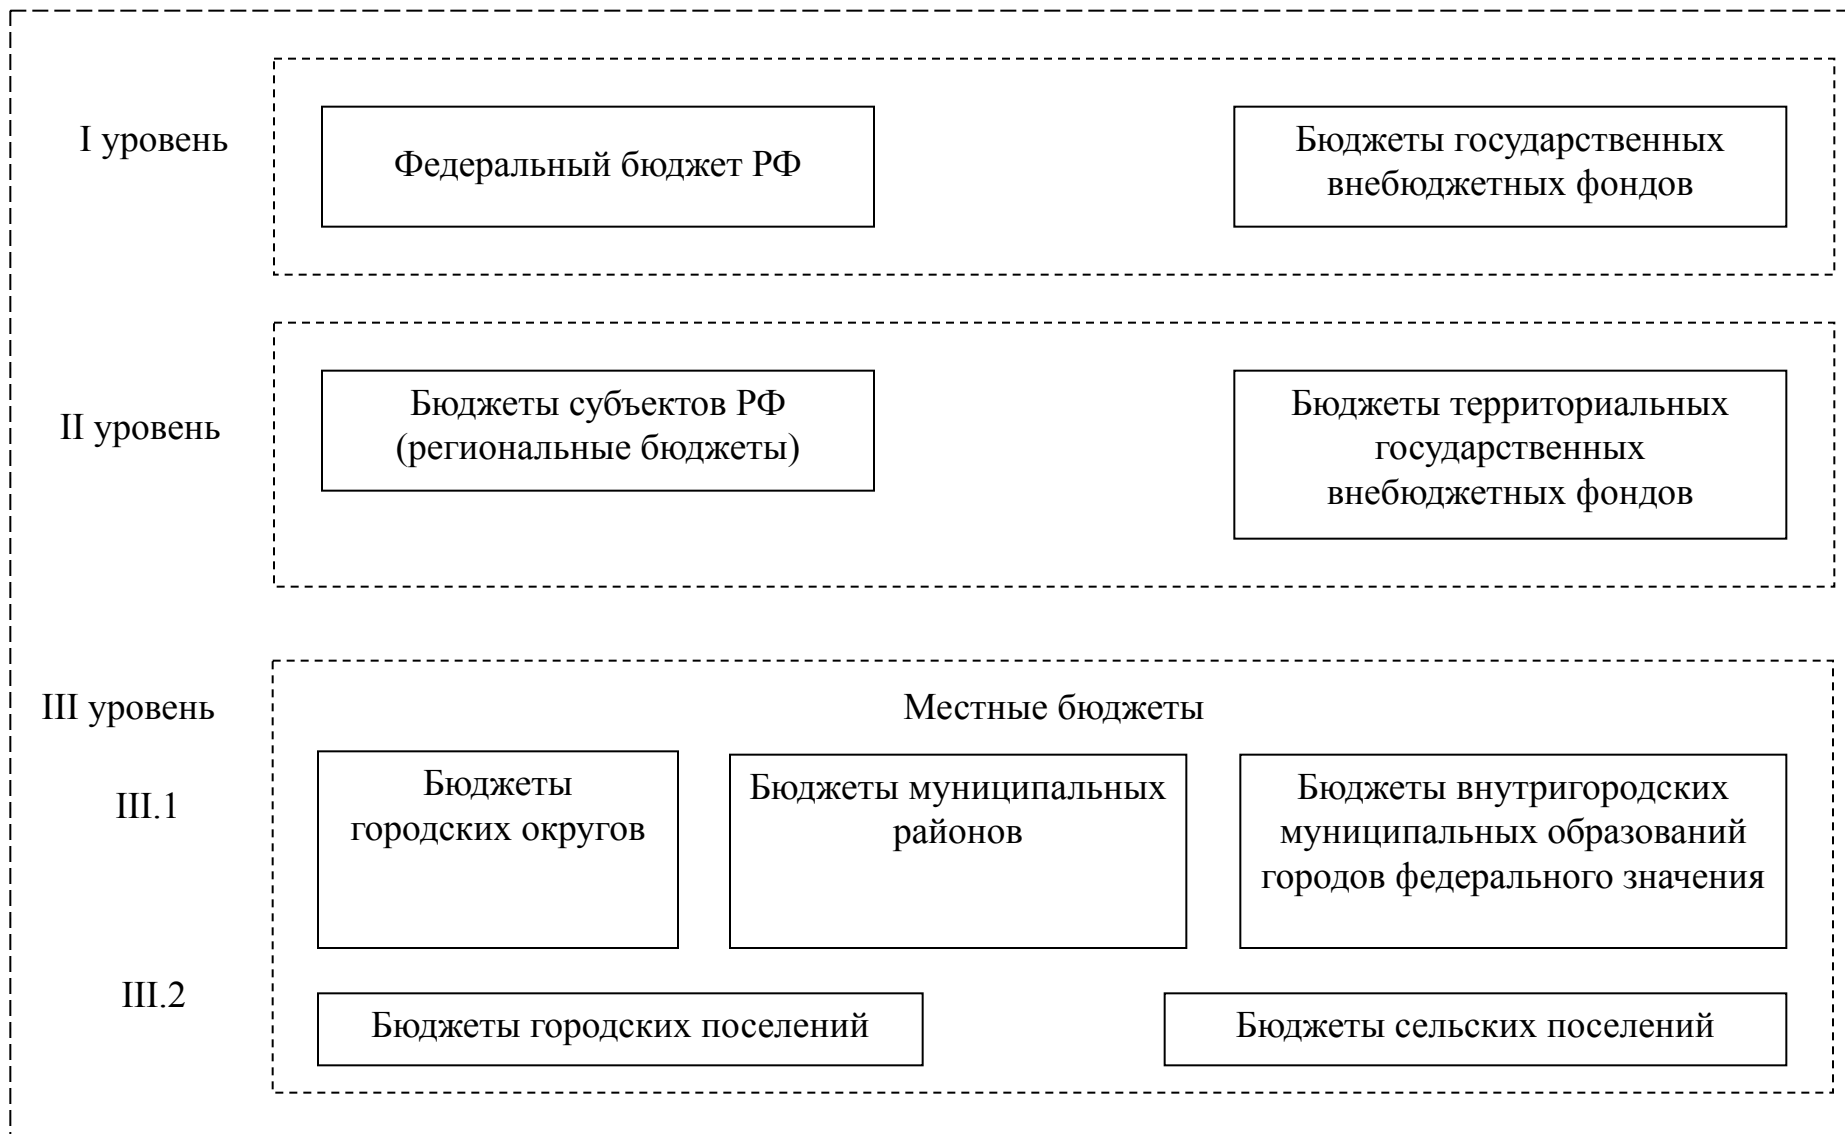 I уровень
Федеральный бюджет РФ
Бюджеты государственных
внебюджетных фондов
II уровень
Бюджеты субъектов РФ
(региональные бюджеты)
Бюджеты территориальных
государственных
внебюджетных фондов
III уровень
Местные бюджеты
III.1
Бюджеты
городских округов
Бюджеты муниципальных
районов
Бюджеты внутригородских
муниципальных образований
городов федерального значения
III.2
Бюджеты городских поселений
Бюджеты сельских поселений